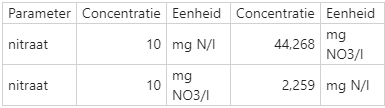 Parameter Concentratie Eenheid Concentratie Eenheid
nitraat 10 mg N/l 44,268 mg NO3/l
nitraat 10 mg NO3/l 2,259 mg N/l